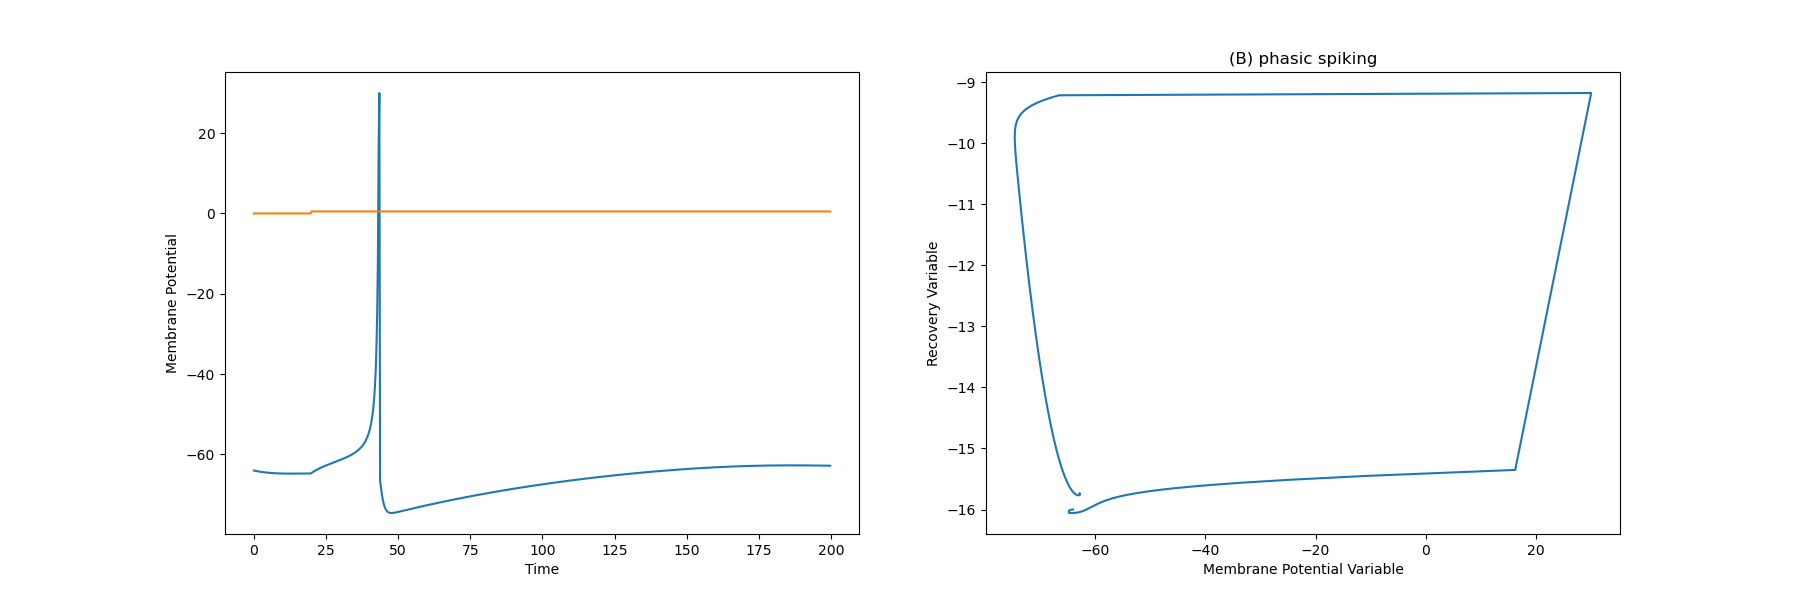 20
0
−20
−40
−60
Membrane Potential
0 25 50 75 100 125 150 175 200
Time
(B) phasic spiking
−9
−10
−11
−12
−13
−14
−15
−16
Recovery Variable
−60 −40 −20 0 20
Membrane Potential Variable